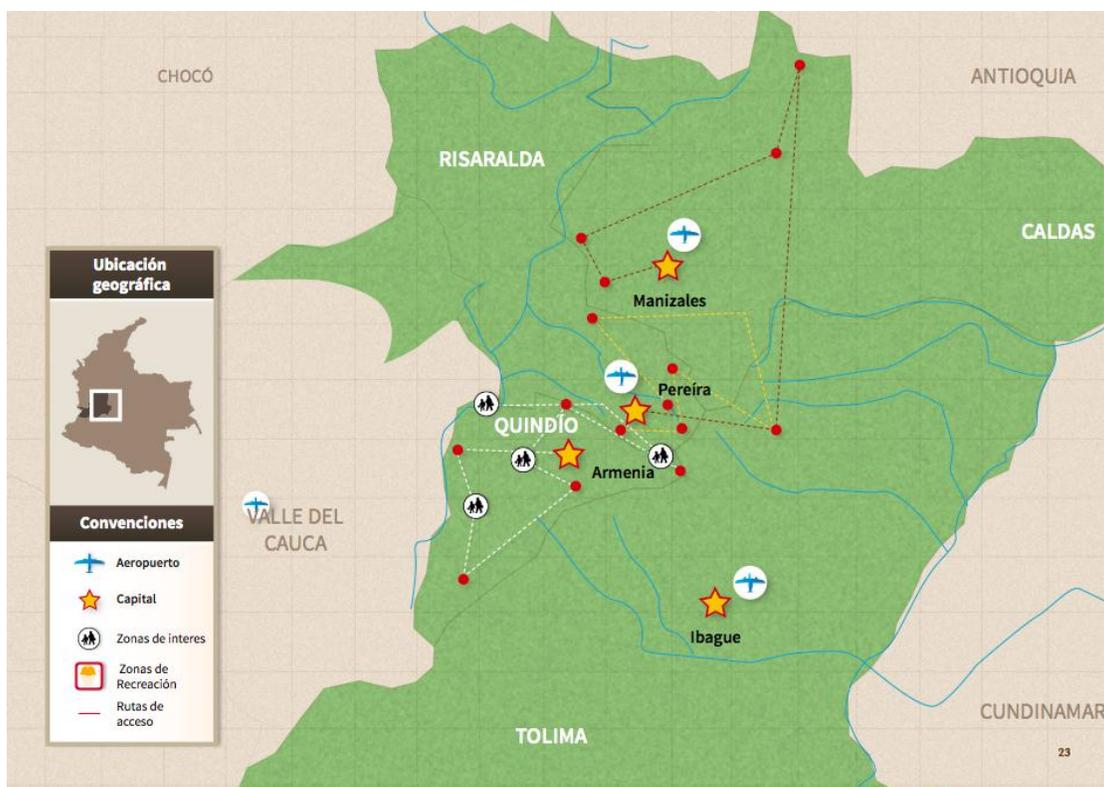 CHOCÓ
ANTIOQUIA
RISARALDA
CALDAS
Manizales
Pereíra
QUINDÍO
Armenia
VALLE DEL
CAUCA
Ibague
TOLIMA
CUNDINAMAR
23
Ubicación
geográfica
Convenciones
Aeropuerto
Capital
Zonas de interes
Zonas de
Recreación
Rutas de
acceso